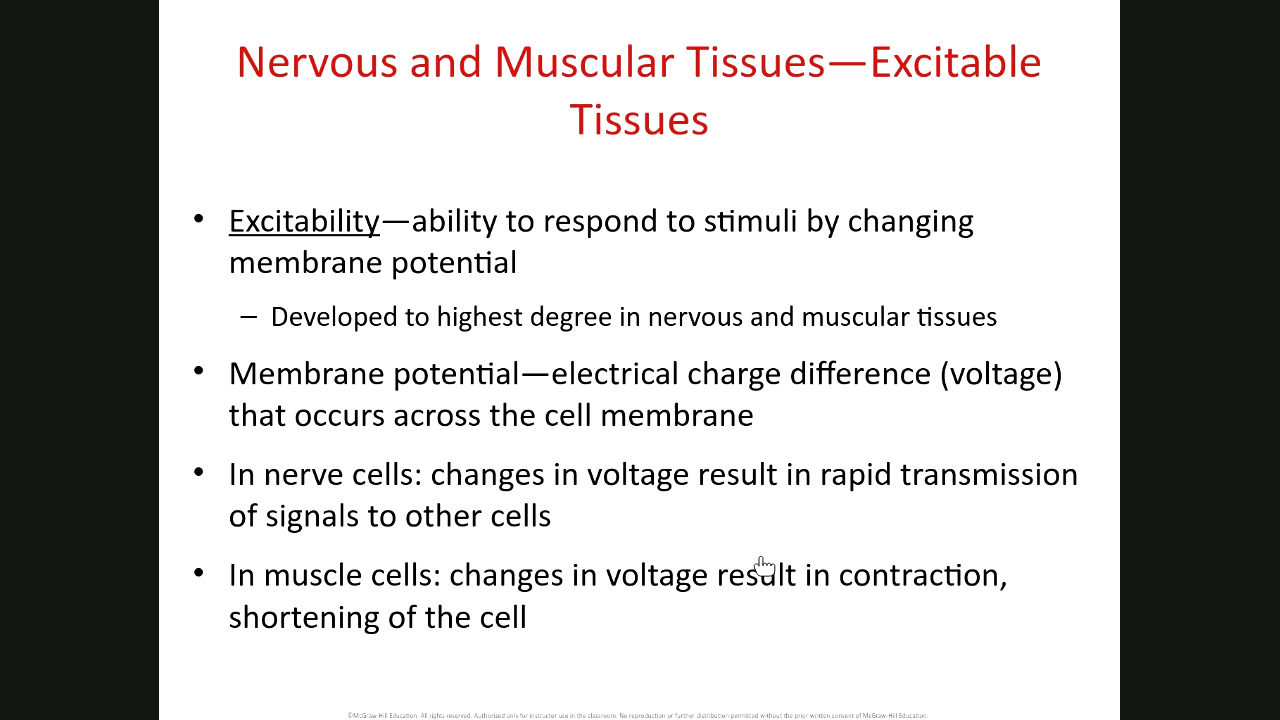 Nervous and Muscular Tissues—Excitable
Tissues
• Excitability—ability to respond to stimuli by changing
membrane potential
– Developed to highest degree in nervous and muscular tissues
• Membrane potential—electrical charge difference (voltage)
that occurs across the cell membrane
• In nerve cells: changes in voltage result in rapid transmission
of signals to other cells
• In muscle cells: changes in voltage result in contraction,
shortening of the cell
©McGraw-Hill Education. All rights reserved. Authorized only for instructor use in the classroom. No reproduction or further distribution permitted without the prior written consent of McGraw-Hill Education.